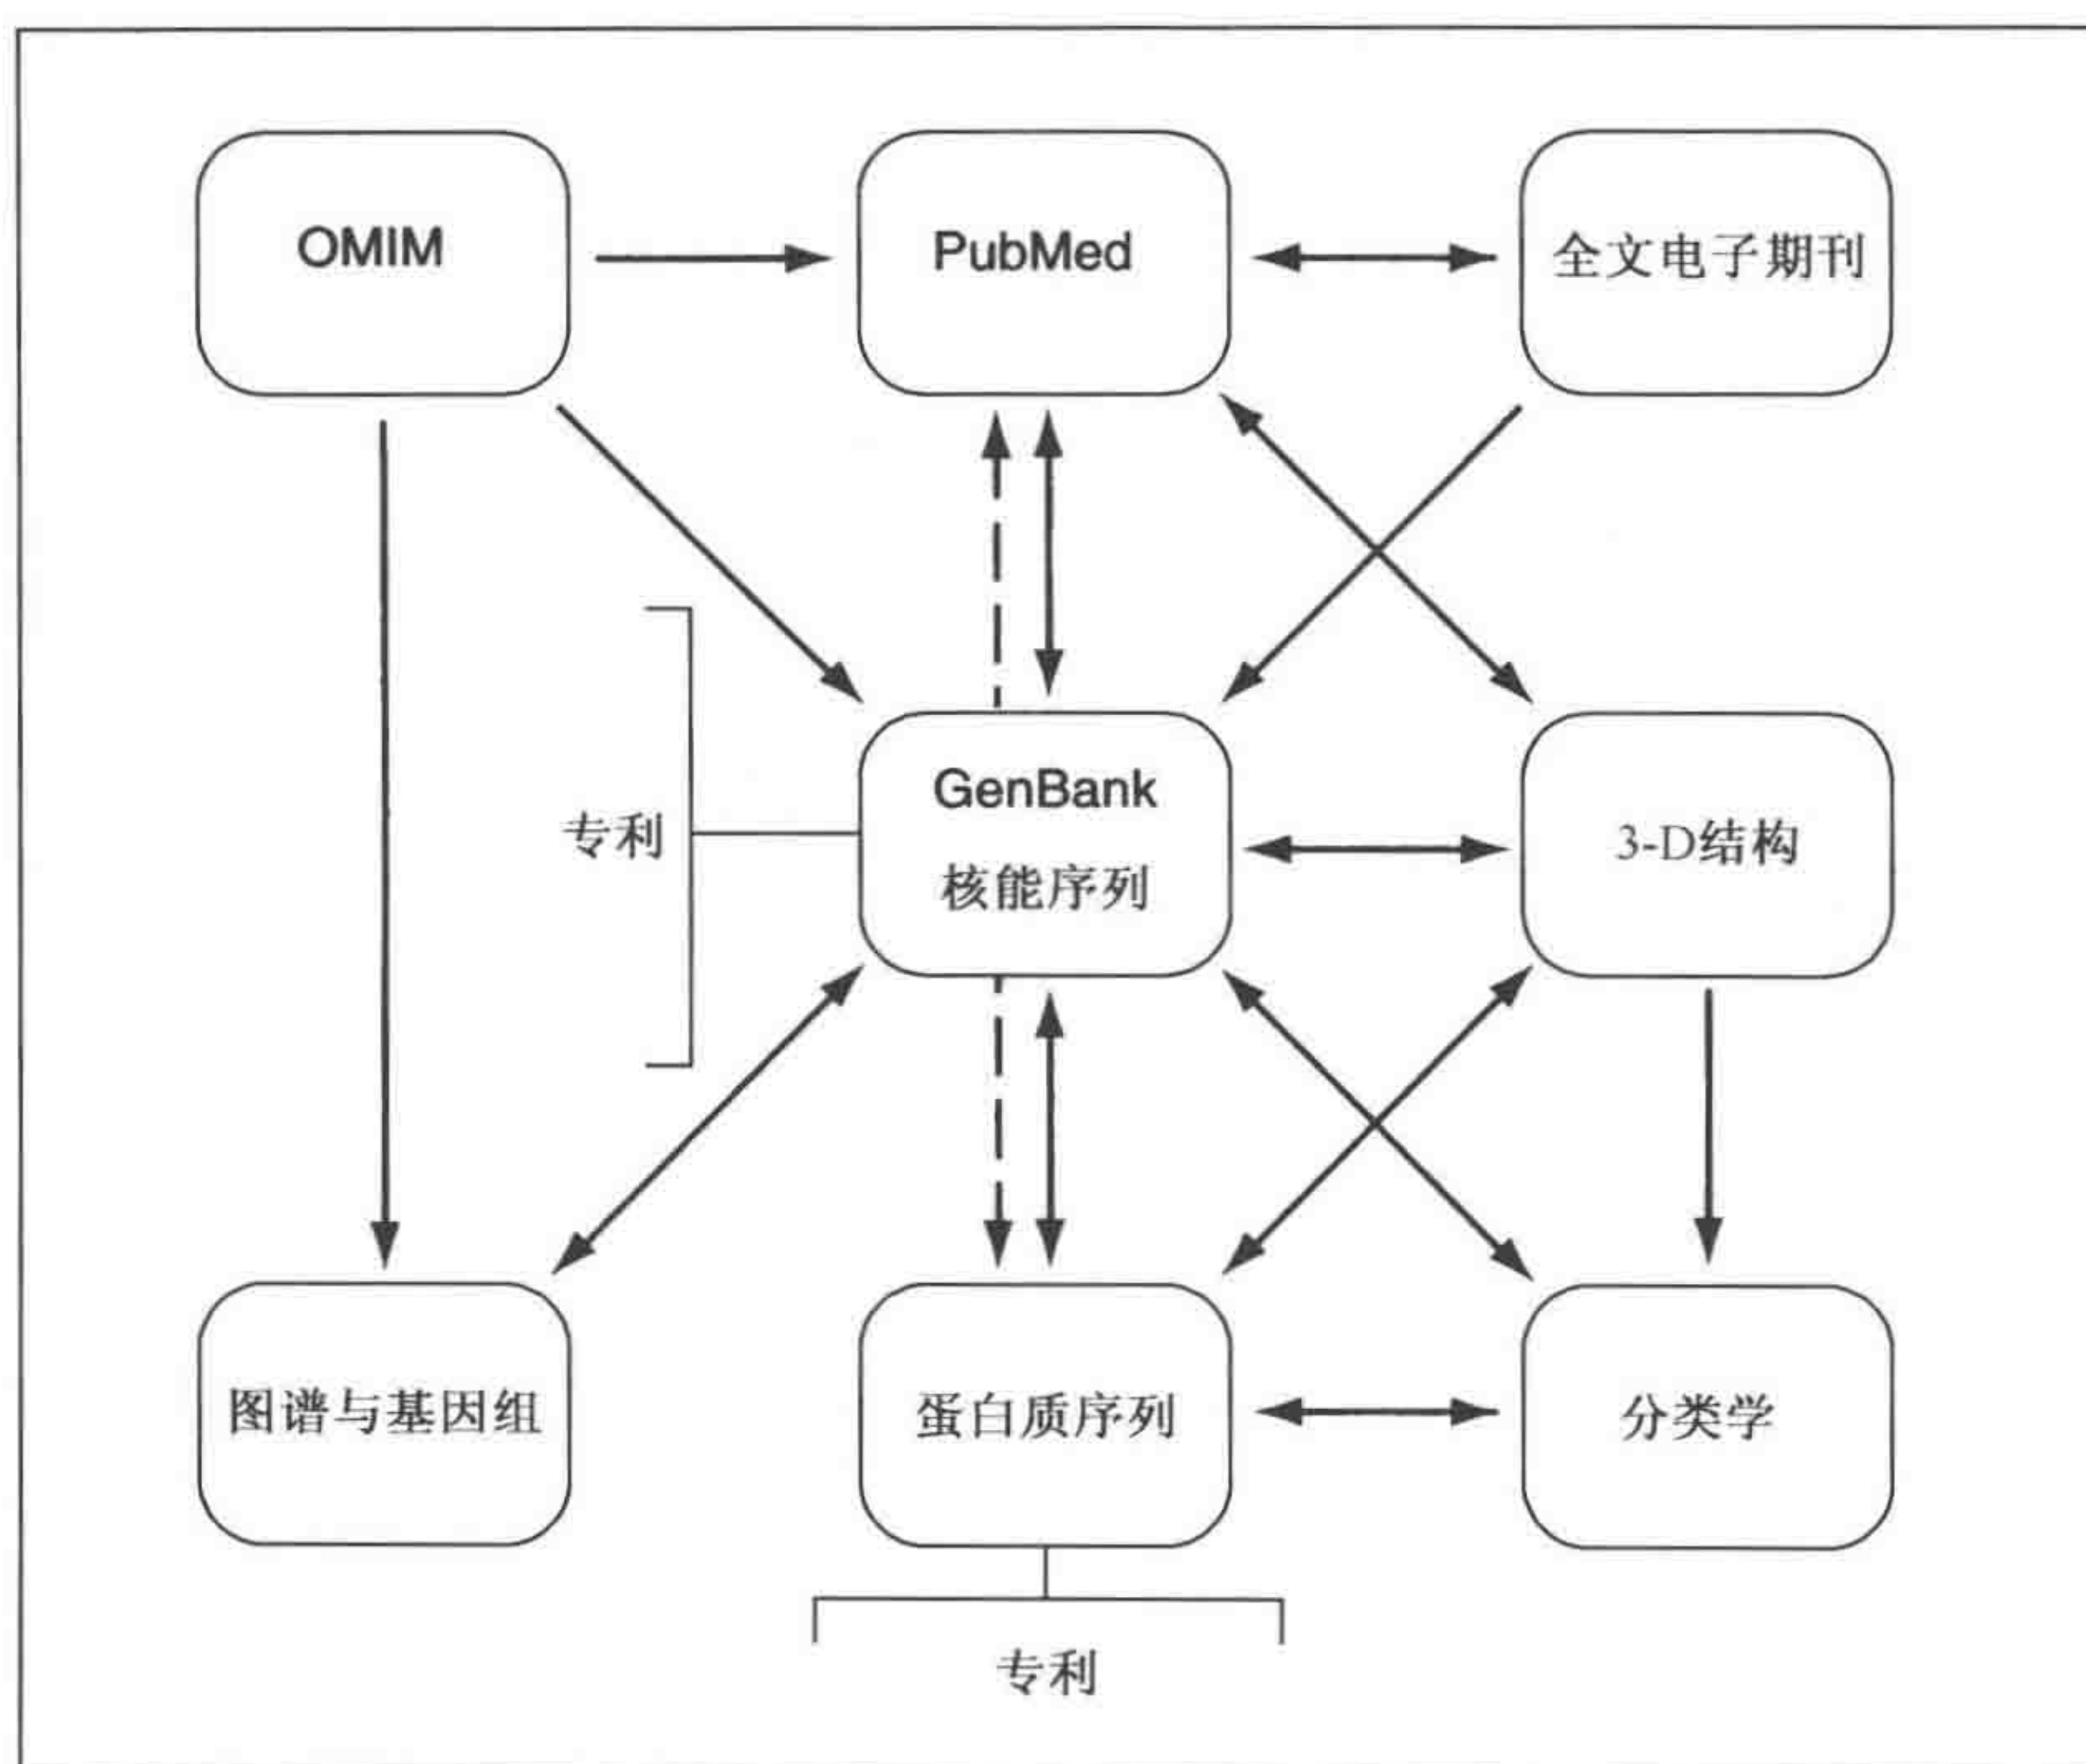 OMIM
PubMed
全文电子期刊
专利
GenBank
核能序列
3-D结构
图谱与基因组
蛋白质序列
分类学
专利